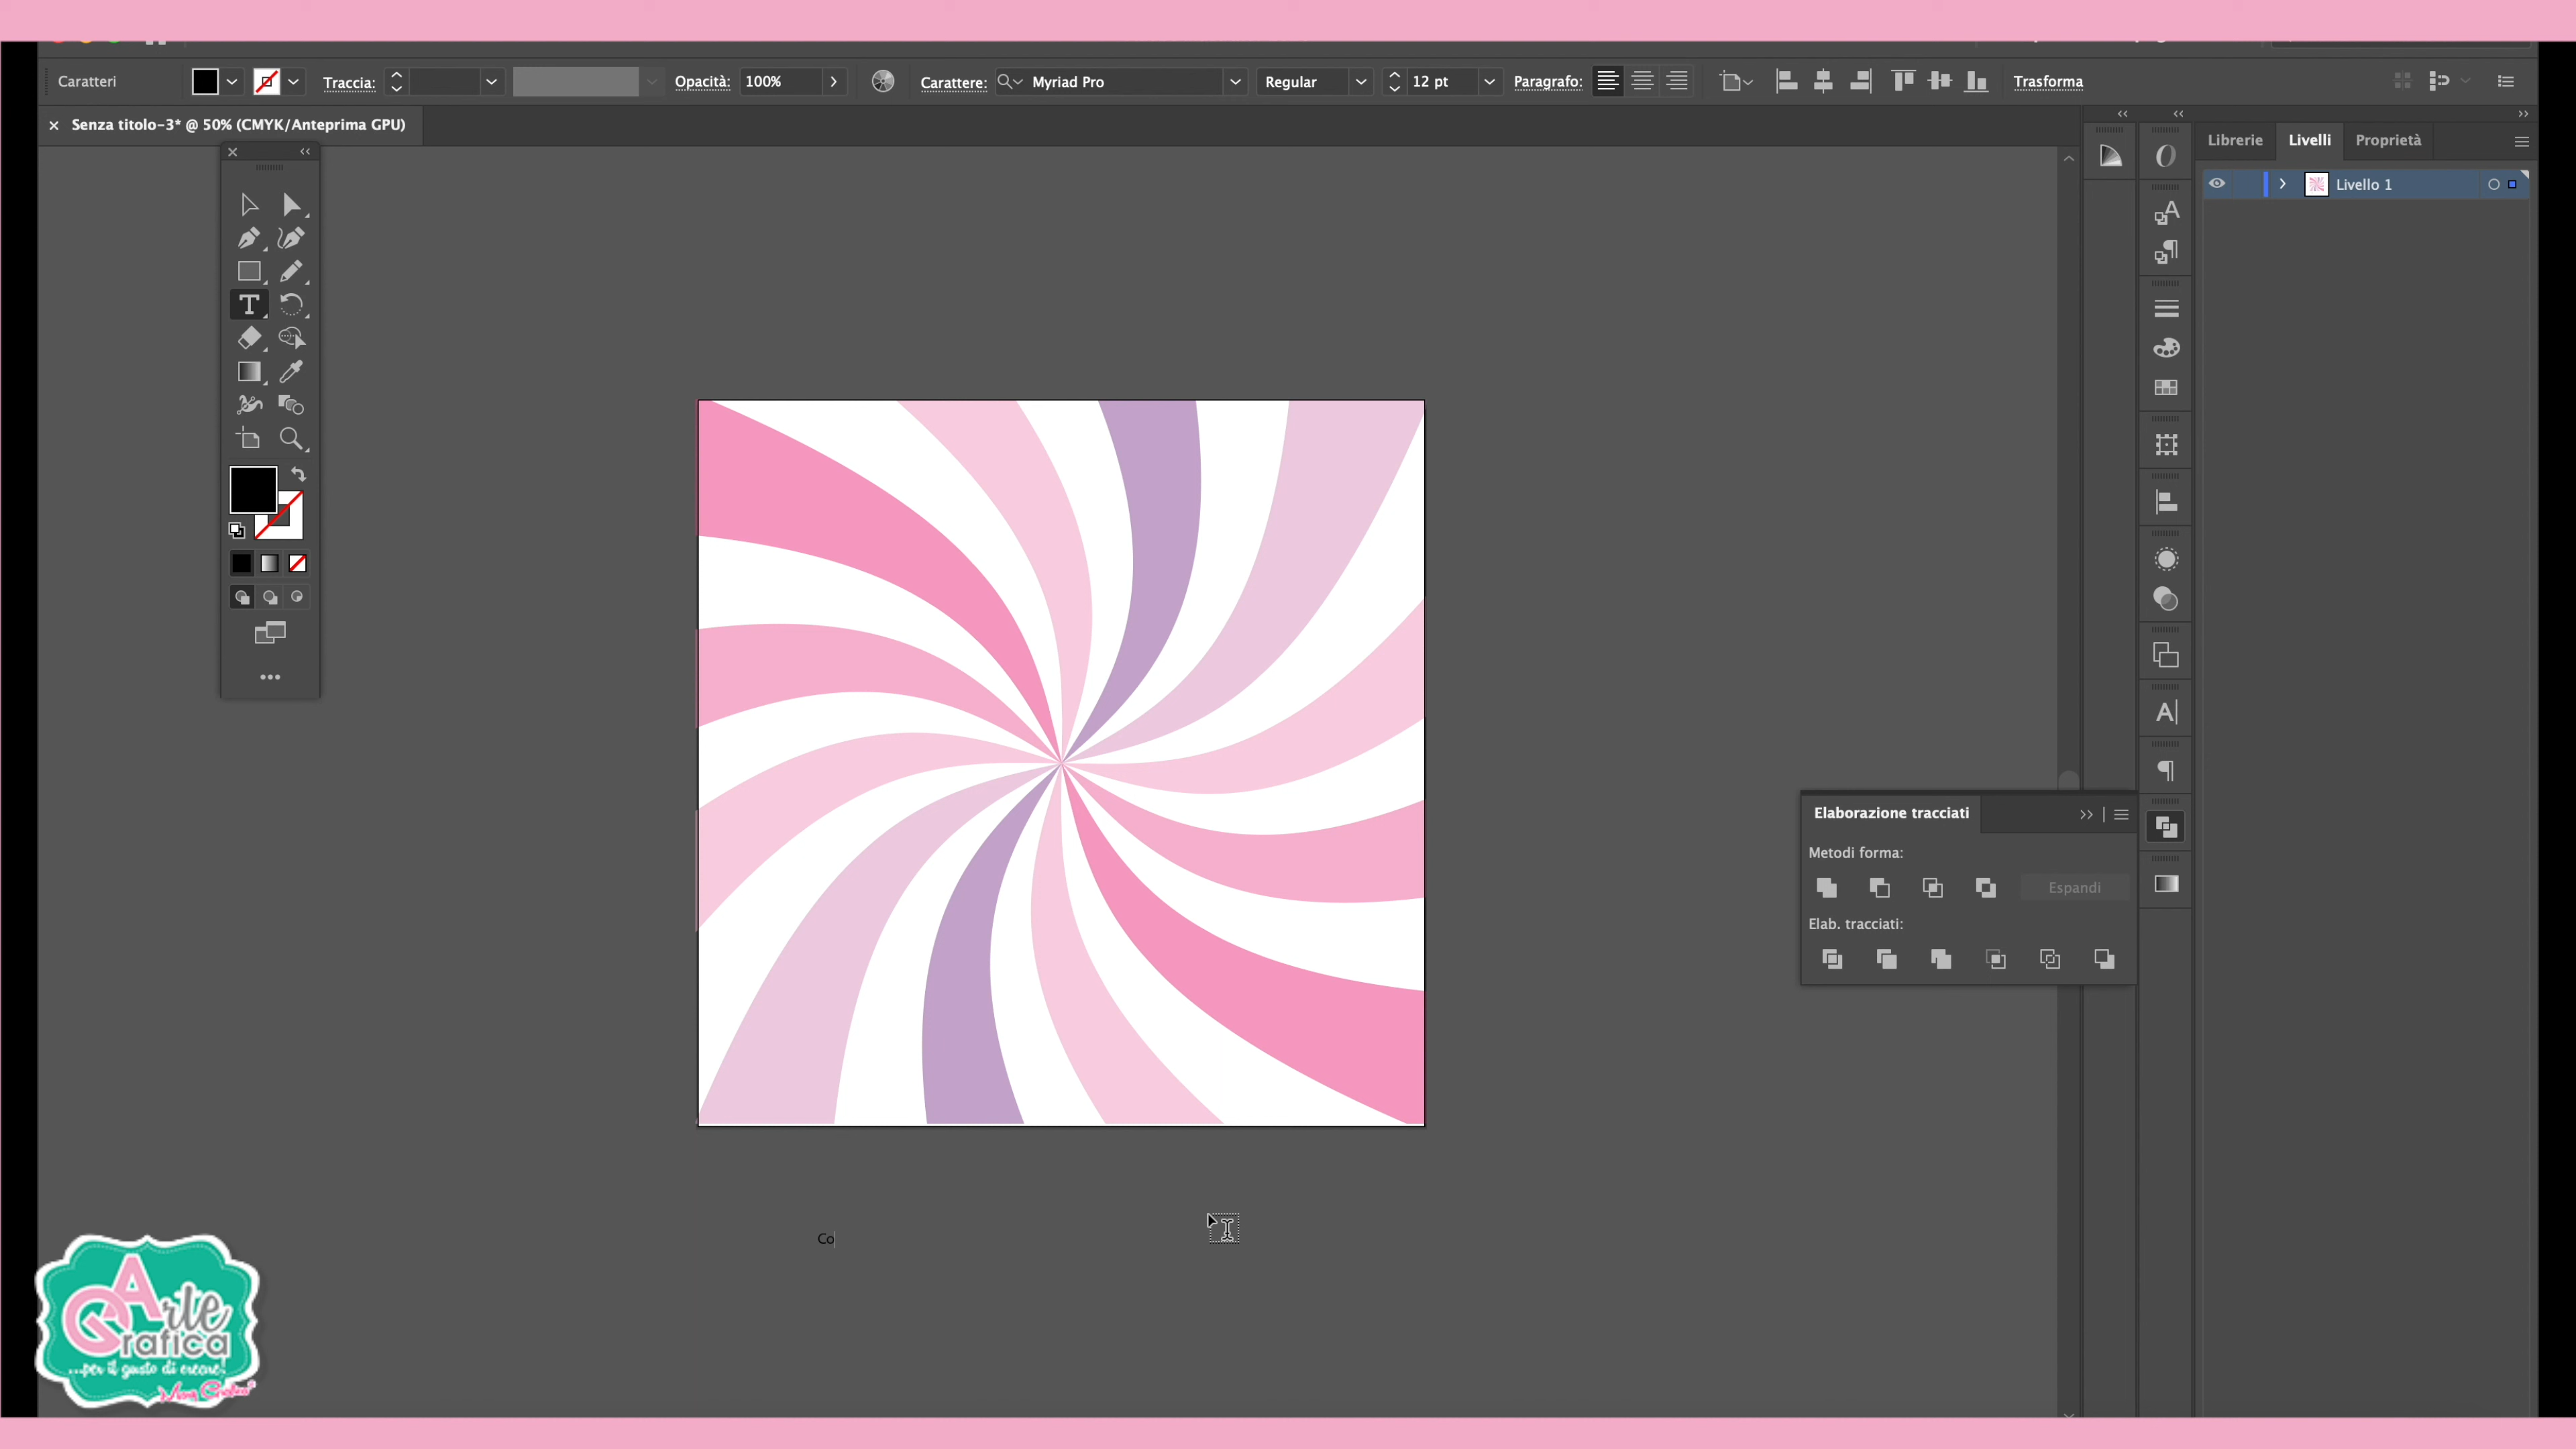 Caratteri
Traccia:
Opacità: 100%
Carattere: Myriad Pro
Regular
12 pt
Paragrafo:
Trasforma
Senza titolo-3* @ 50% (CMYK/Anteprima GPU)
Librerie Livelli Proprietà
Livello 1
Elaborazione tracciati
Metodi forma:
Espandi
Elab. tracciati:
Co
Arte
Grafica
...per il gusto di creare!